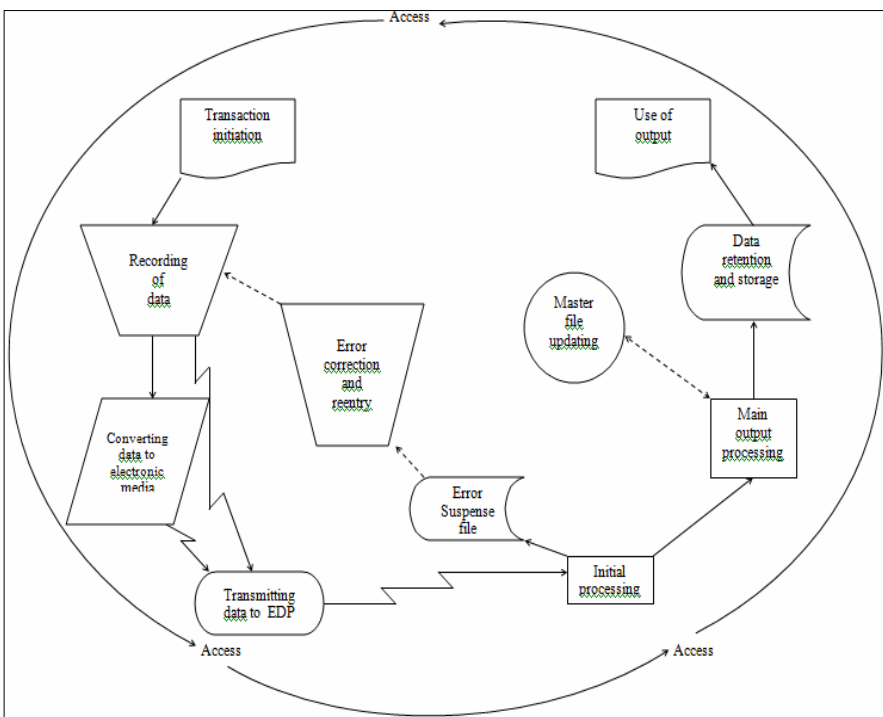 Access
Transaction
initiation
Use of
output
Recording
of
data
Data
retention
and storage
Master
file
updating
Error
correction
and
reentry
Main
output
processing
Converting
data to
electronic
media
Error
Suspense
file
Initial
processing
Transmitting
data to EDP
Access
Access